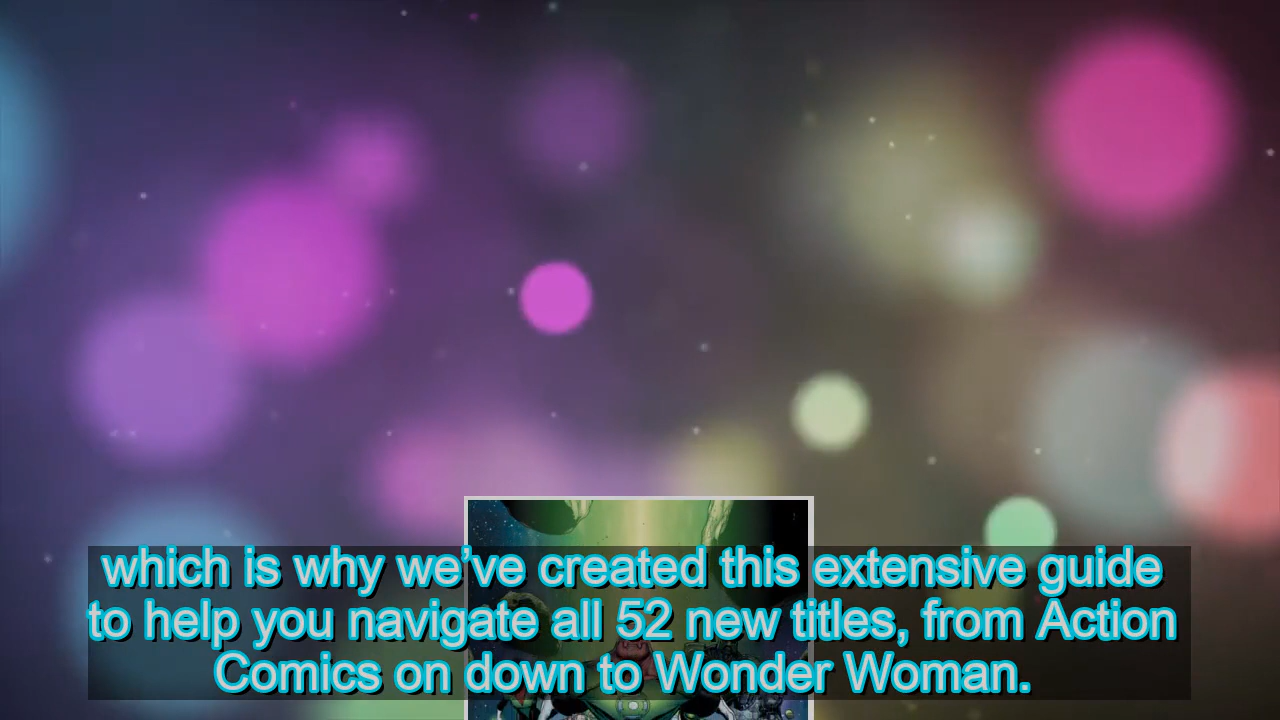 which is why we’ve created this extensive guide
to help you navigate all 52 new titles, from Action
Comics on down to Wonder Woman.